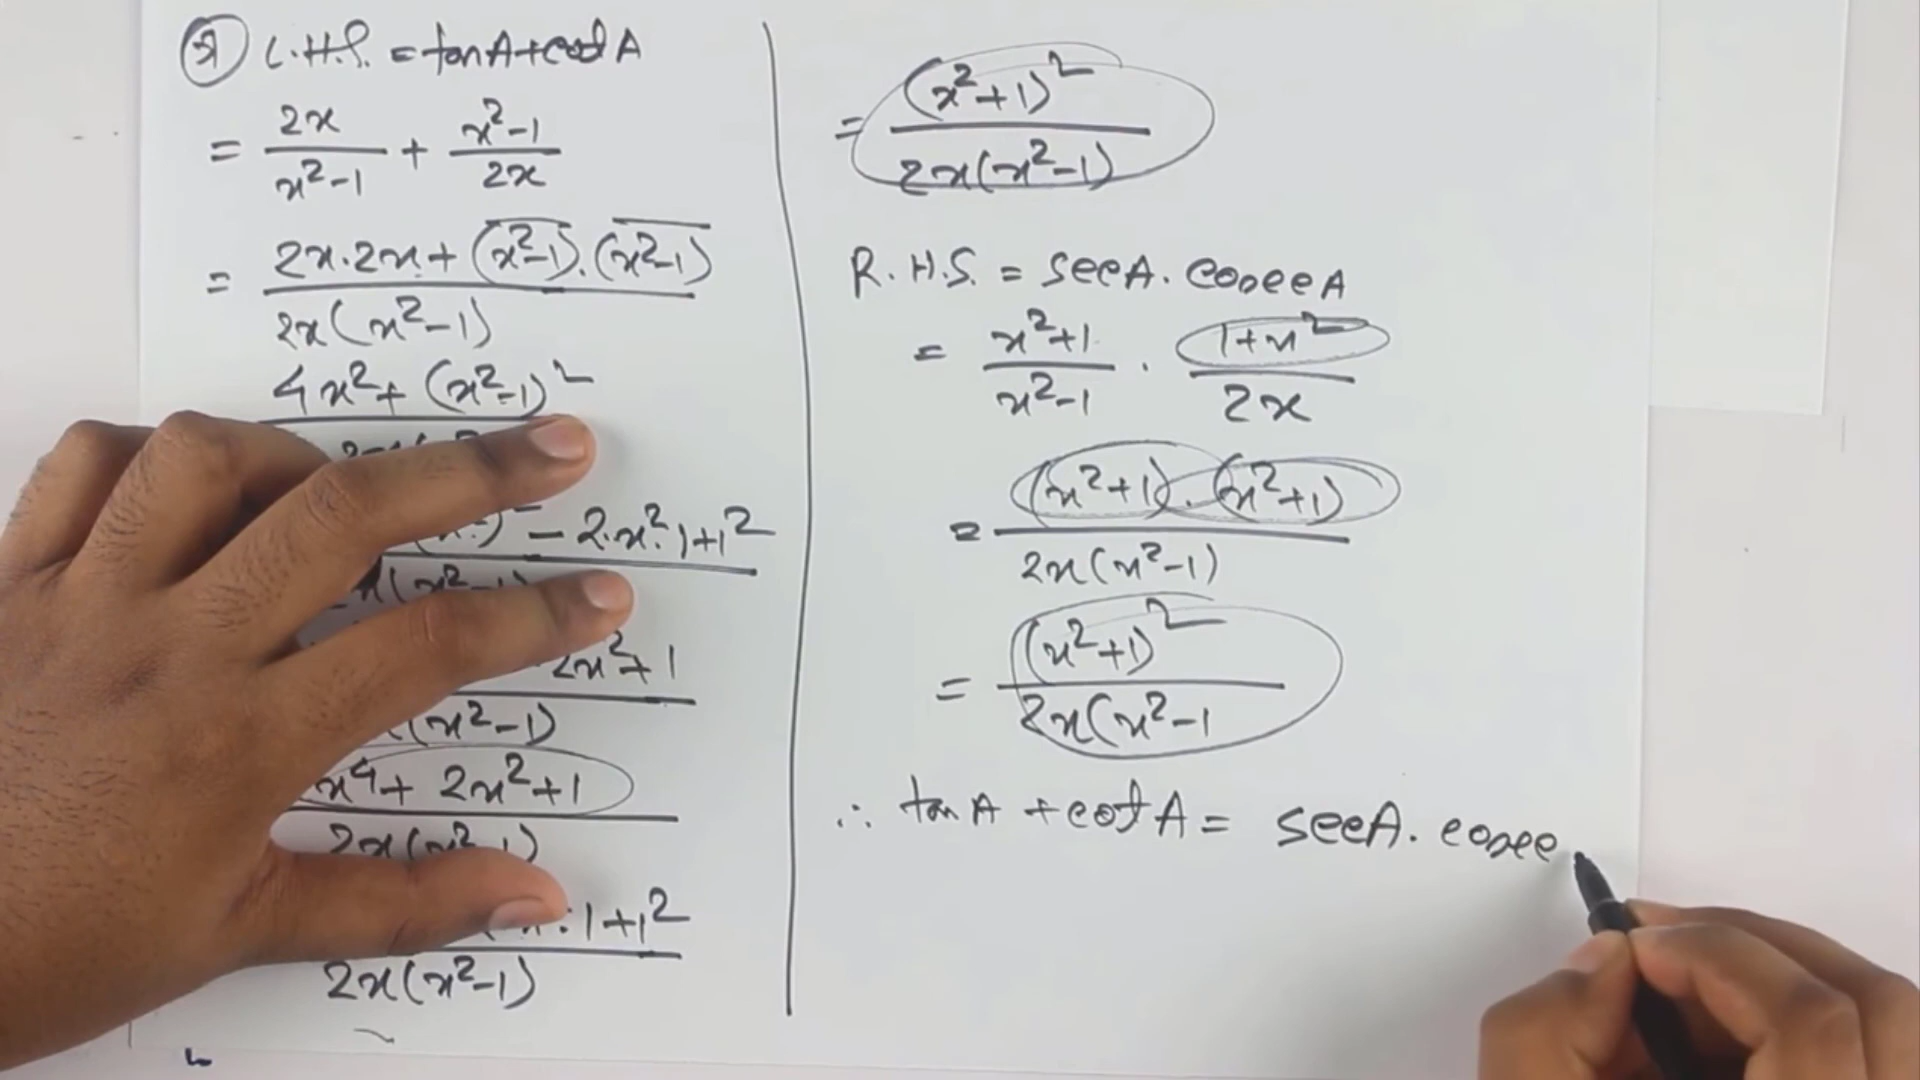 L.H.S. = tanA+cotA
= 2x/(x²-1) + (x²-1)/2x
= (2x.2x + (x²-1).(x²-1))/(2x(x²-1))
4x² + (x²-1)²
- 2.x².1+1²
2x²+1
(x²-1)
x⁴ + 2x²+1
2x(x²-1)
.1+1²
2x(x²-1)
= (x²+1)²/(2x(x²-1))
R.H.S. = secA. cosecA
= (x²+1)/(x²-1) . (1+x²)/2x
= ((x²+1).(x²+1))/(2x(x²-1))
= (x²+1)²/(2x(x²-1
∴ tanA + cotA = secA. cosec